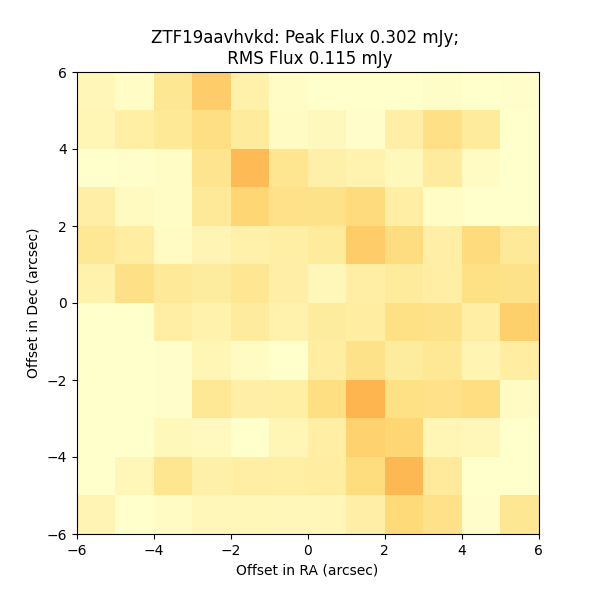 ZTF19aavhvkd: Peak Flux 0.302 mJy;
RMS Flux 0.115 mJy
6
4
2
0
−2
−4
−6
Offset in Dec (arcsec)
−6 −4 −2 0 2 4 6
Offset in RA (arcsec)